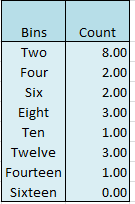 Bins Count
Two 8.00
Four 2.00
Six 2.00
Eight 3.00
Ten 1.00
Twelve 3.00
Fourteen 1.00
Sixteen 0.00